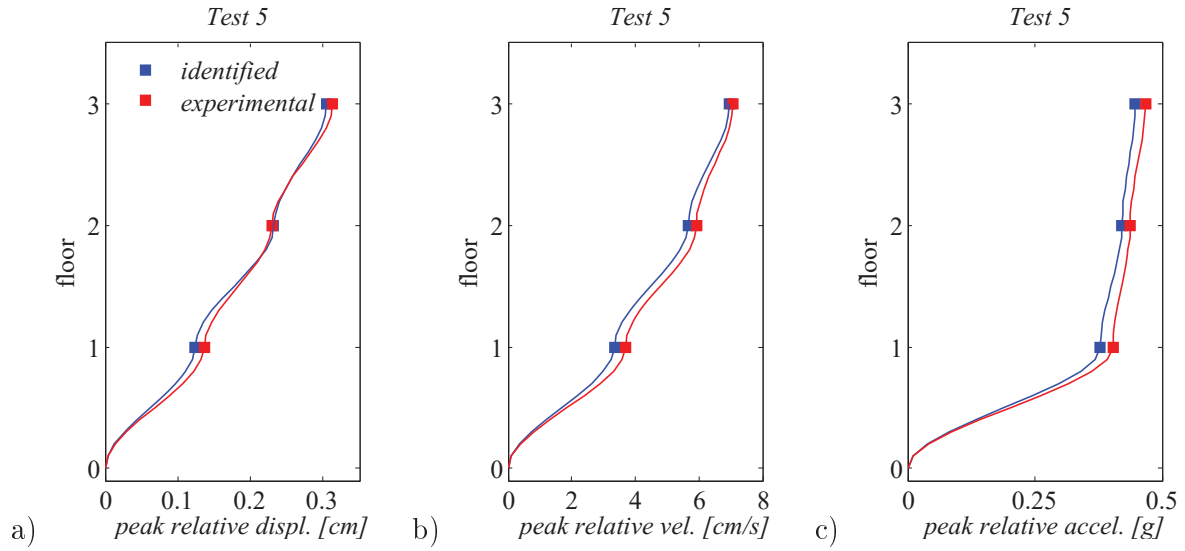 Test 5
identified
experimental
3
2
1
0
floor
0
0.1
0.2
0.3
a)
peak relative displ. [cm]
Test 5
3
2
1
0
floor
0
2
4
6
8
b)
peak relative vel. [cm/s]
Test 5
3
2
1
0
floor
0
0.25
0.5
c)
peak relative accel. [g]